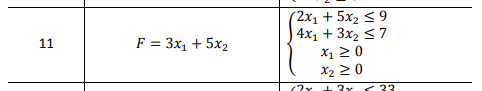 11
F = 3x₁ + 5x₂
2x₁ + 5x₂ ≤ 9
4x₁ + 3x₂ ≤ 7
x₁ ≥ 0
x₂ ≥ 0